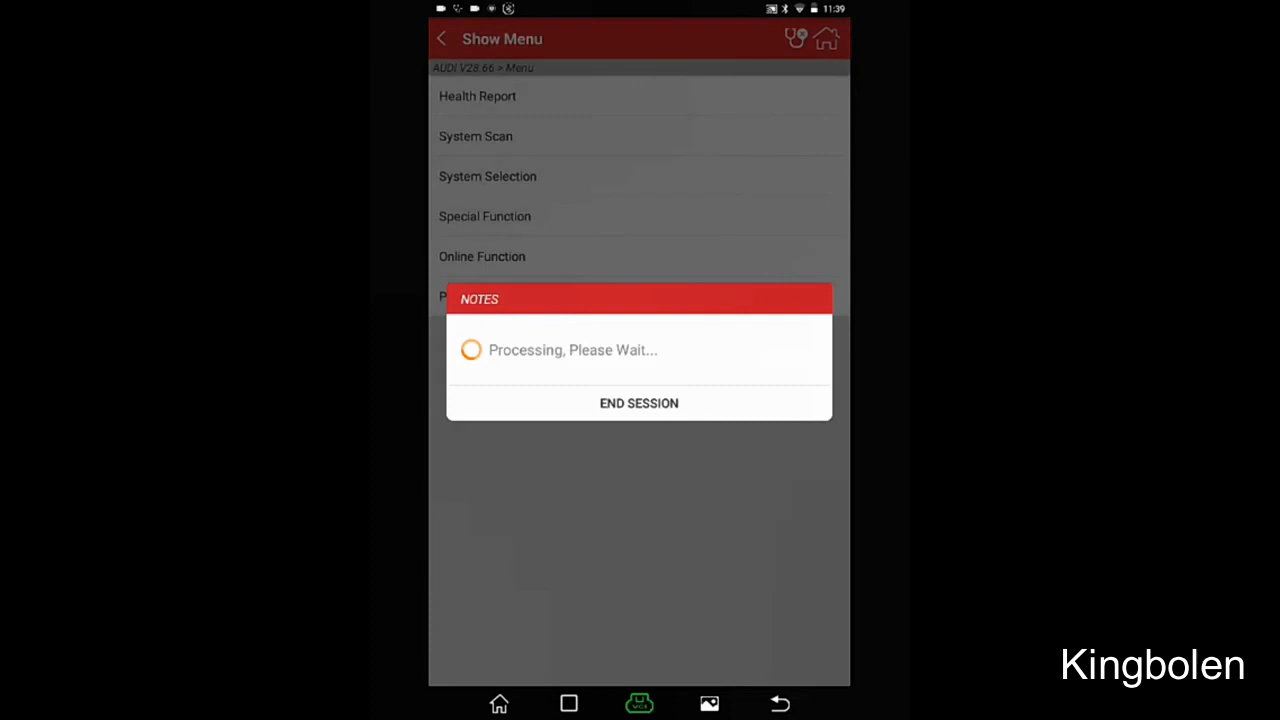 11:39
Show Menu
AUDI V28.66 > Menu
Health Report
System Scan
System Selection
Special Function
Online Function
P
NOTES
Processing, Please Wait...
END SESSION
VCI
Kingbolen